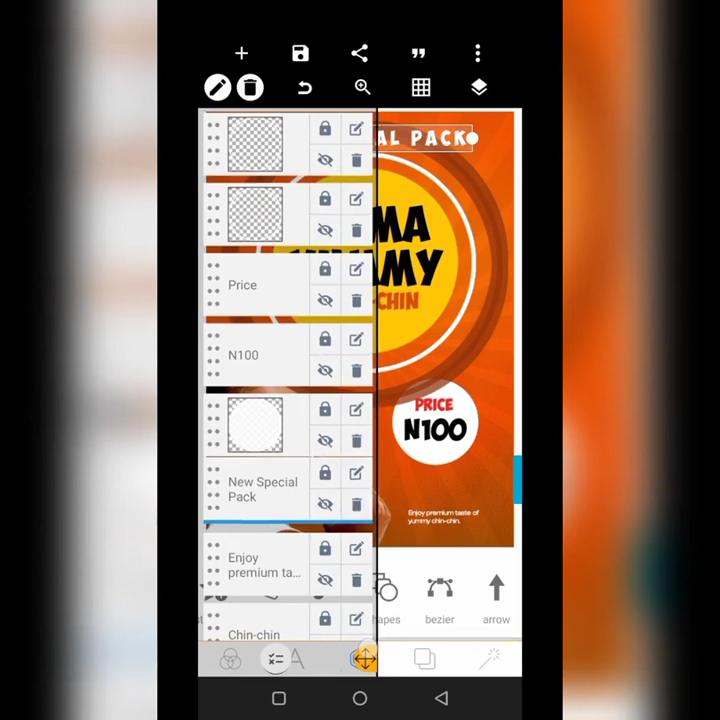 AL PACK
MA
MY
-CHIN
Price
N100
PRICE
N100
New Special
Pack
Enjoy premium taste of
yummy chin-chin.
Enjoy
premium ta...
Chin-chin
hapes
bezier
arrow